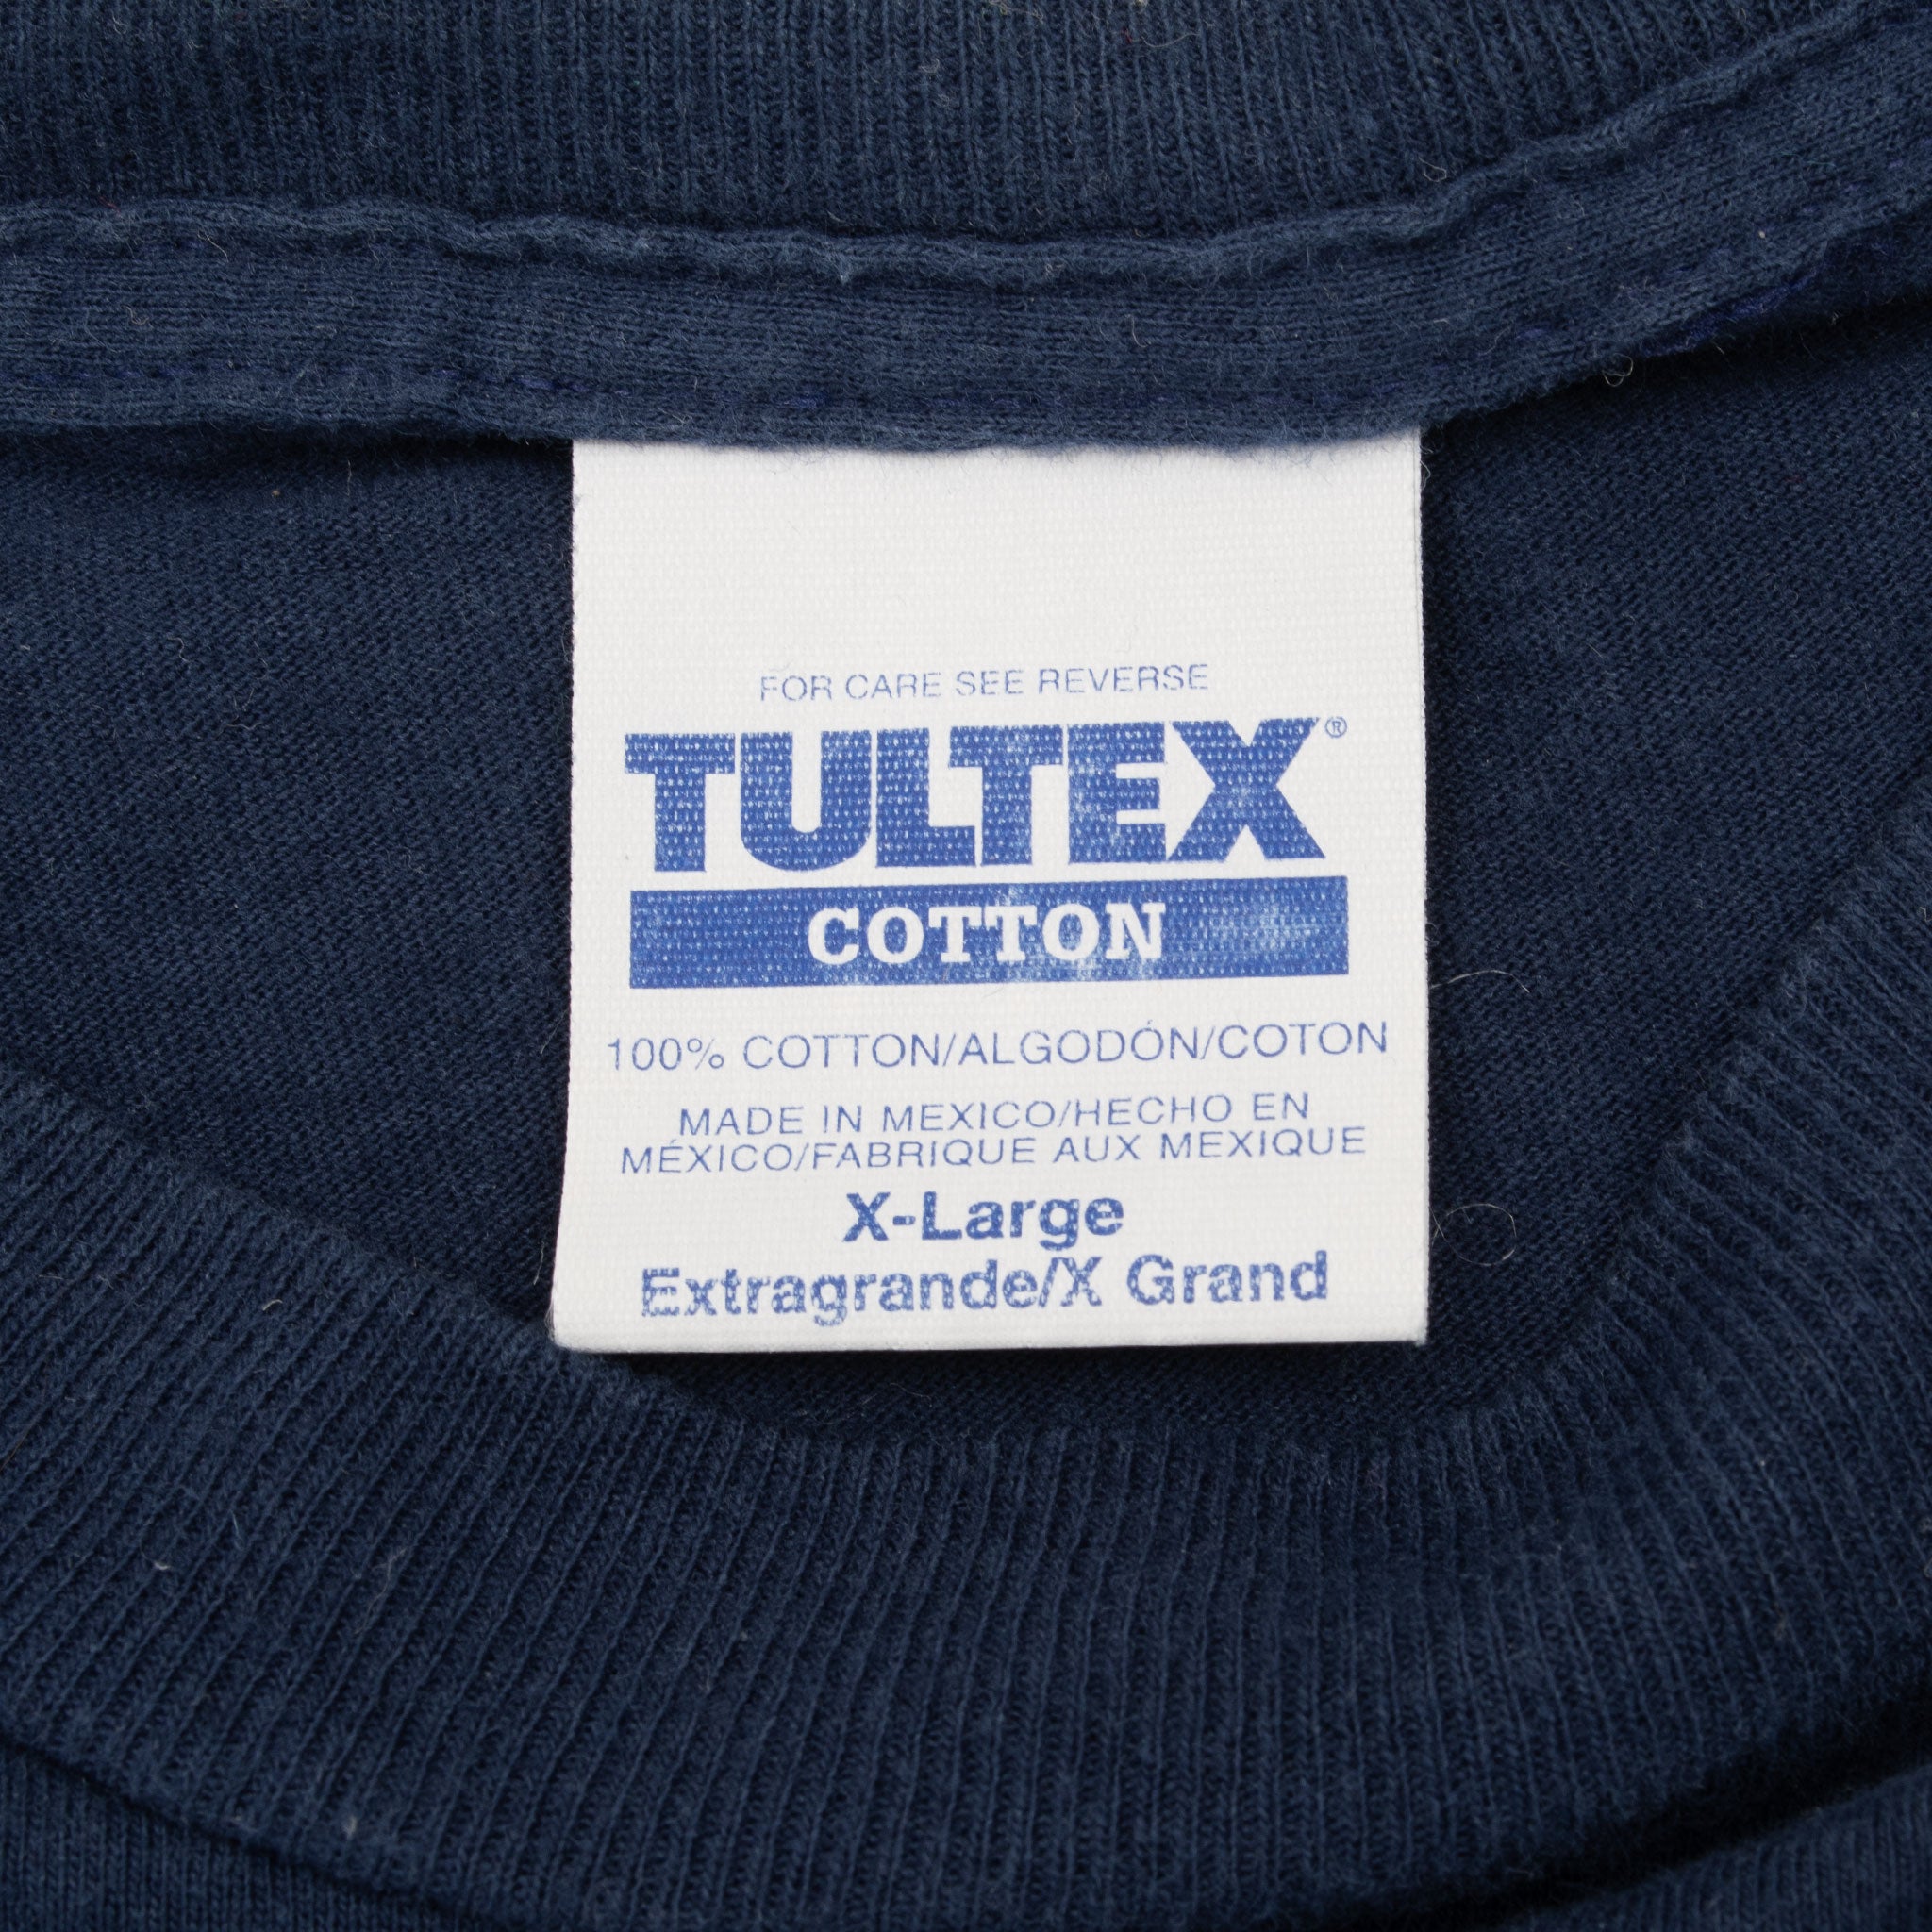 FOR CARE SEE REVERSE
TULTEX®
COTTON
100% COTTON/ALGODÓN/COTON
MADE IN MEXICO/HECHO EN
MÉXICO/FABRIQUE AUX MEXIQUE
X-Large
Extragrande/X Grand